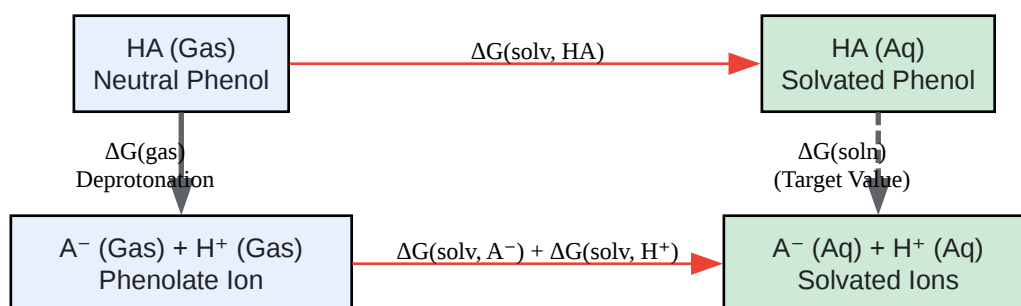 HA (Gas)
Neutral Phenol
ΔG(solv, HA)
HA (Aq)
Solvated Phenol
ΔG(gas)
Deprotonation
ΔG(soln)
(Target Value)
A⁻ (Gas) + H⁺ (Gas)
Phenolate Ion
ΔG(solv, A⁻) + ΔG(solv, H⁺)
A⁻ (Aq) + H⁺ (Aq)
Solvated Ions